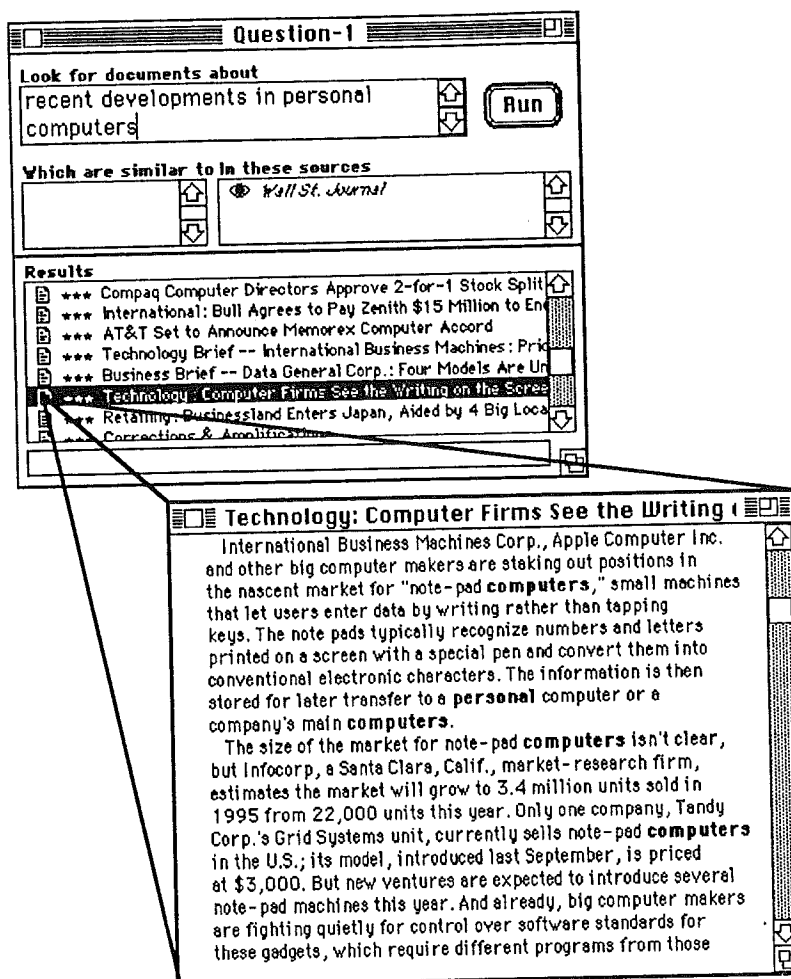 Question-1
Look for documents about
recent developments in personal
computers
Run
Which are similar to In these sources
Wall St. Journal
Results
*** Compaq Computer Directors Approve 2-for-1 Stock Split
*** International: Bull Agrees to Pay Zenith $15 Million to En
*** AT&T Set to Announce Memorex Computer Accord
*** Technology Brief -- International Business Machines: Pric
*** Business Brief -- Data General Corp.: Four Models Are Un
*** Technology: Computer Firms See the Writing on the Scree
*** Retailing: Businessland Enters Japan, Aided by 4 Big Loca
*** Corrections & Amplifications
Technology: Computer Firms See the Writing
International Business Machines Corp., Apple Computer Inc.
and other big computer makers are staking out positions in
the nascent market for "note-pad computers," small machines
that let users enter data by writing rather than tapping
keys. The note pads typically recognize numbers and letters
printed on a screen with a special pen and convert them into
conventional electronic characters. The information is then
stored for later transfer to a personal computer or a
company's main computers.
The size of the market for note-pad computers isn't clear,
but Infocorp, a Santa Clara, Calif., market-research firm,
estimates the market will grow to 3.4 million units sold in
1995 from 22,000 units this year. Only one company, Tandy
Corp.'s Grid Systems unit, currently sells note-pad computers
in the U.S.; its model, introduced last September, is priced
at $3,000. But new ventures are expected to introduce several
note-pad machines this year. And already, big computer makers
are fighting quietly for control over software standards for
these gadgets, which require different programs from those